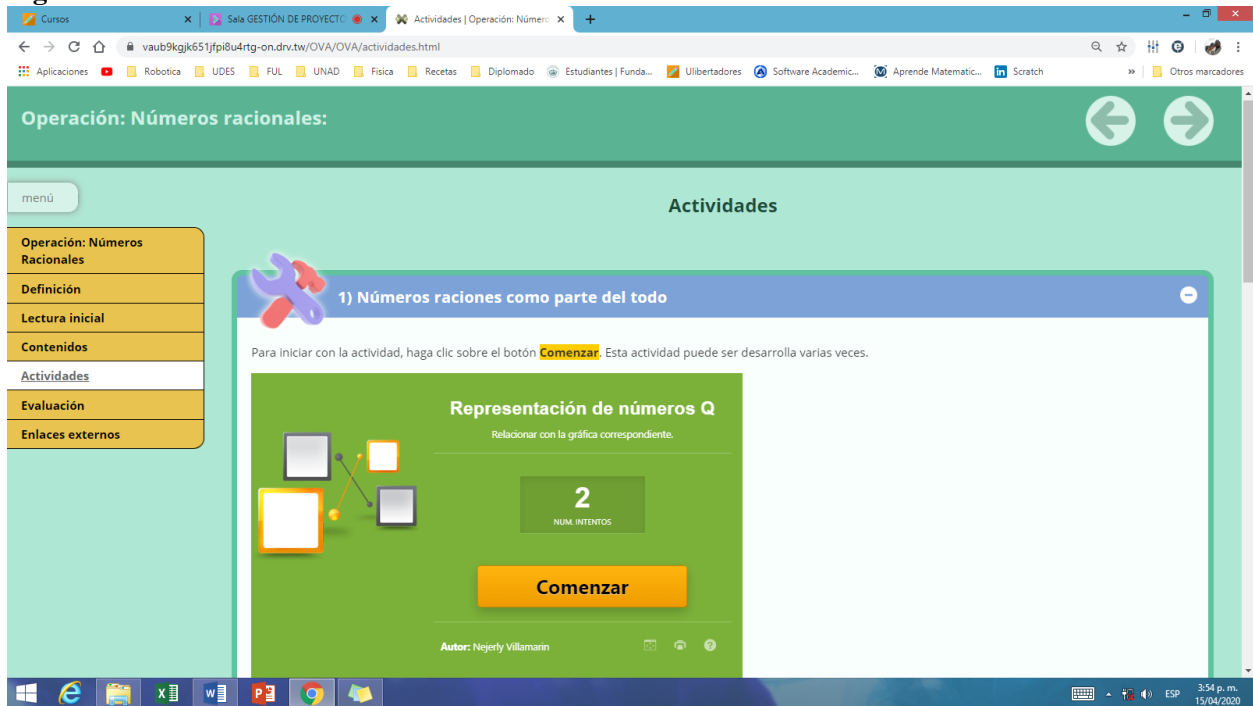 Cursos
Sala GESTIÓN DE PROYECTO
Actividades | Operación: Número
vaub9kgjk651jfpi8u4rtg-on.drv.tw/OVA/OVA/actividades.html
Aplicaciones
Robotica
UDES
FUL
UNAD
Fisica
Recetas
Diplomado
Estudiantes | Funda...
Ulibertadores
Software Academic...
Aprende Matematic...
Scratch
»
Otros marcadores
Operación: Números racionales:
menú
Operación: Números
Racionales
Definición
Lectura inicial
Contenidos
Actividades
Evaluación
Enlaces externos
Actividades
1) Números raciones como parte del todo
Para iniciar con la actividad, haga clic sobre el botón Comenzar. Esta actividad puede ser desarrolla varias veces.
Representación de números Q
Relacionar con la gráfica correspondiente.
2
NUM. INTENTOS
Comenzar
Autor: Nejerly Villamarin
ESP
3:54 p. m.
15/04/2020